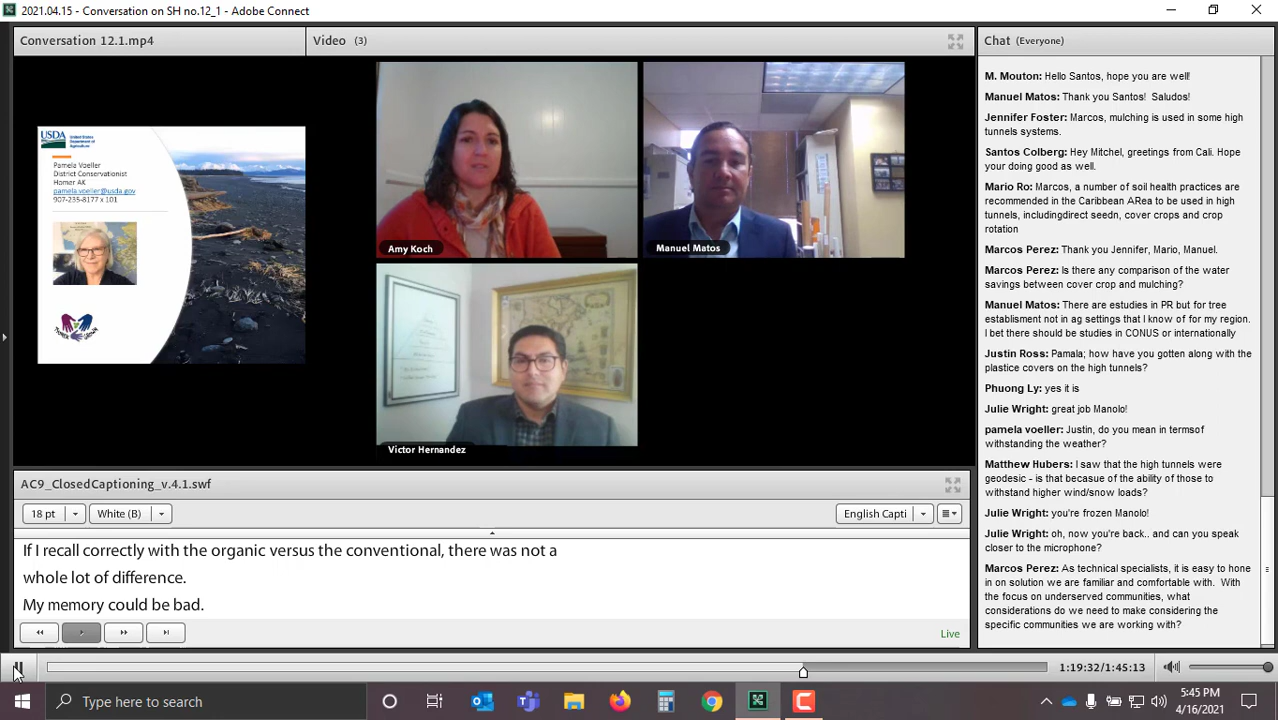 2021.04.15 - Conversation on SH no.12_1 - Adobe Connect
Conversation 12.1.mp4
Video (3)
USDA
United States
Department of
Agriculture
Pamela Voeller
District Conservationist
Homer AK
pamela.voeller@usda.gov
907-235-8177 x 101
Amy Koch
Manuel Matos
Victor Hernandez
AC9_ClosedCaptioning_v.4.1.swf
18 pt
White (B)
English Capti
If I recall correctly with the organic versus the conventional, there was not a
whole lot of difference.
My memory could be bad.
Live
Chat (Everyone)
M. Mouton: Hello Santos, hope you are well!
Manuel Matos: Thank you Santos! Saludos!
Jennifer Foster: Marcos, mulching is used in some high
tunnels systems.
Santos Colberg: Hey Mitchel, greetings from Cali. Hope
your doing good as well.
Mario Ro: Marcos, a number of soil health practices are
recommended in the Caribbean ARea to be used in high
tunnels, includingdirect seedn, cover crops and crop
rotation
Marcos Perez: Thank you Jennifer, Mario, Manuel.
Marcos Perez: Is there any comparison of the water
savings between cover crop and mulching?
Manuel Matos: There are estudies in PR but for tree
establisment not in ag settings that I know of for my region.
I bet there should be studies in CONUS or internationally
Justin Ross: Pamala; how have you gotten along with the
plastice covers on the high tunnels?
Phuong Ly: yes it is
Julie Wright: great job Manolo!
pamela voeller: Justin, do you mean in termsof
withstanding the weather?
Matthew Hubers: I saw that the high tunnels were
geodesic - is that becasue of the ability of those to
withstand higher wind/snow loads?
Julie Wright: you're frozen Manolo!
Julie Wright: oh, now you're back.. and can you speak
closer to the microphone?
Marcos Perez: As technical specialists, it is easy to hone
in on solution we are familiar and comfortable with. With
the focus on underserved communities, what
considerations do we need to make considering the
specific communities we are working with?
1:19:32/1:45:13
Type here to search
5:45 PM
4/16/2021